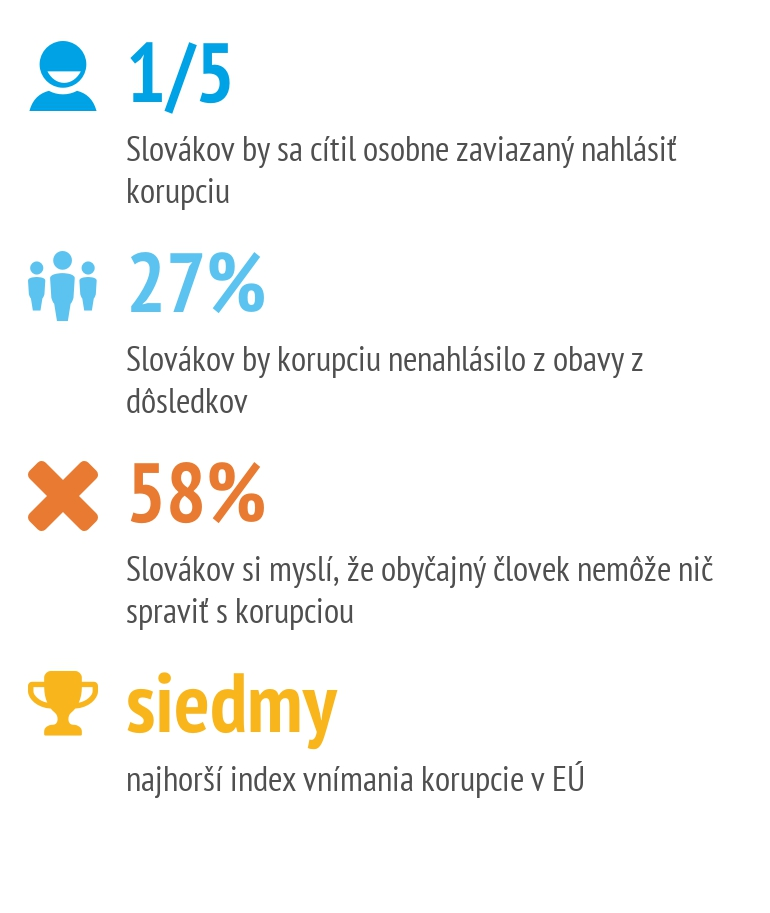 1/5
Slovákov by sa cítil osobne zaviazaný nahlásiť
korupciu
27%
Slovákov by korupciu nenahlásilo z obavy z
dôsledkov
58%
Slovákov si myslí, že obyčajný človek nemôže nič
spraviť s korupciou
siedmy
najhorší index vnímania korupcie v EÚ